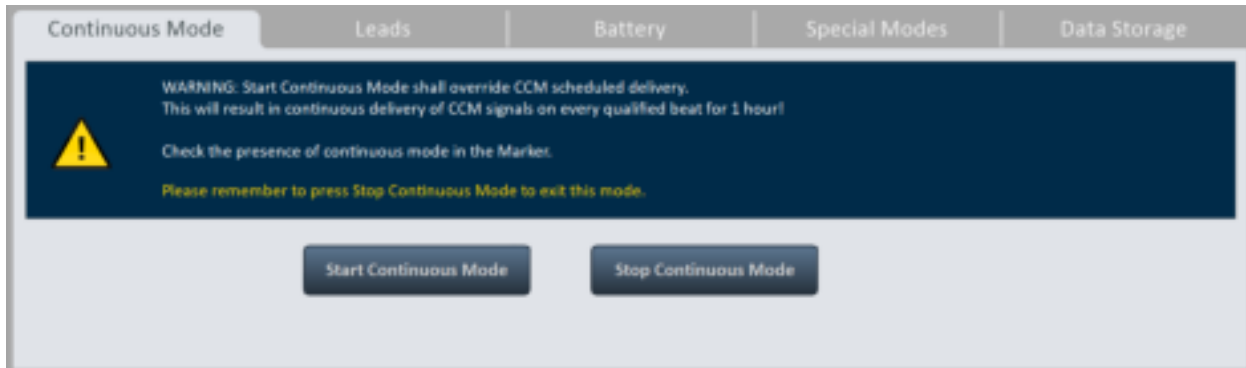 Continuous Mode Leads Battery Special Modes Data Storage
WARNING: Start Continuous Mode shall override CCM scheduled delivery.
This will result in continuous delivery of CCM signals on every qualified beat for 1 hour!
Check the presence of continuous mode in the Marker.
Please remember to press Stop Continuous Mode to exit this mode.
Start Continuous Mode Stop Continuous Mode